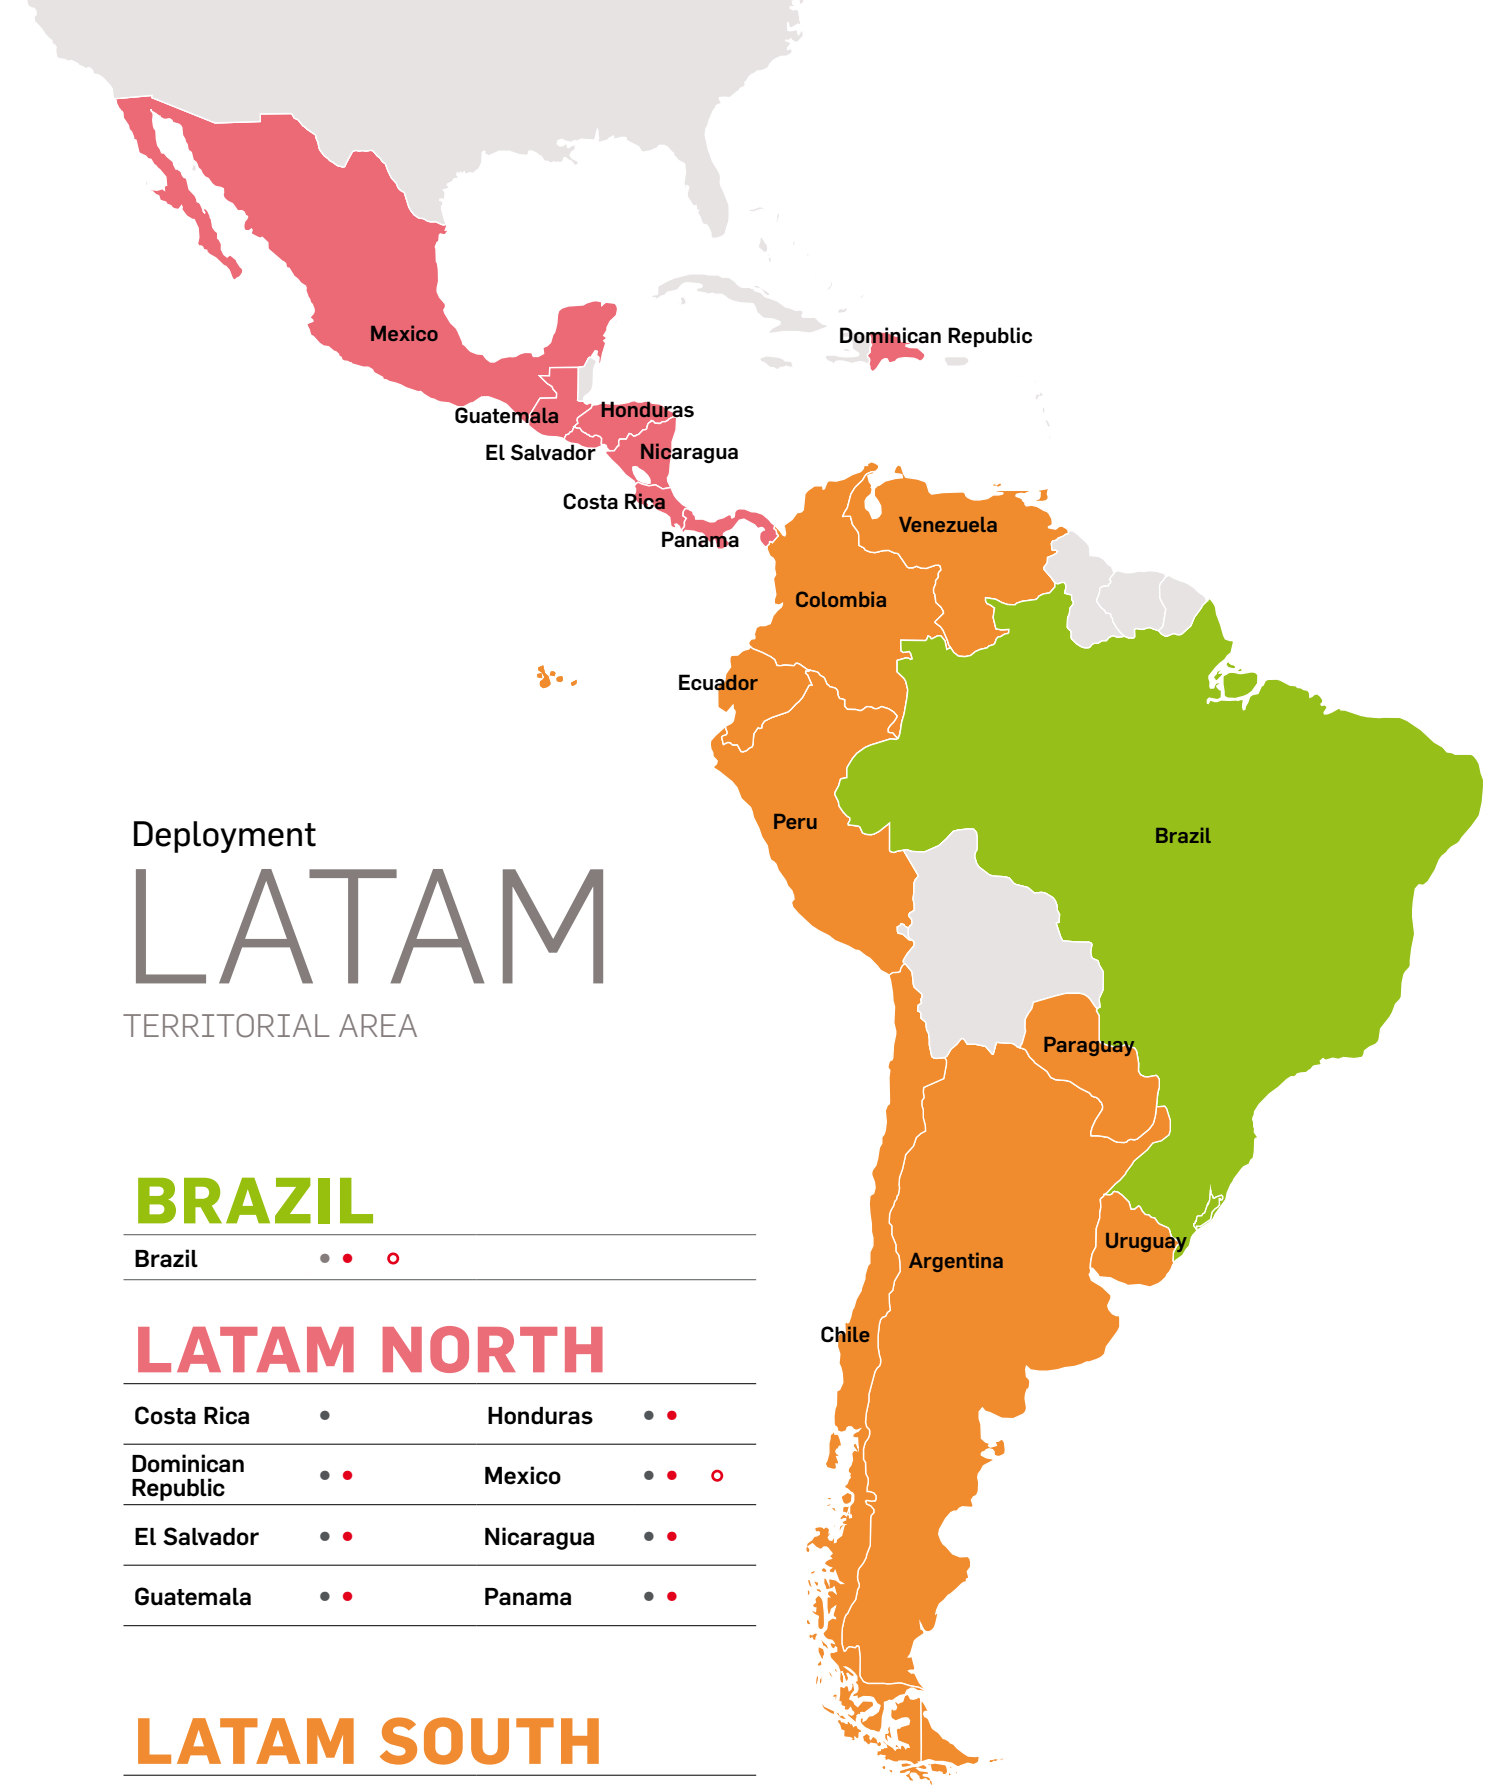 Mexico
Dominican Republic
Guatemala
Honduras
El Salvador
Nicaragua
Costa Rica
Panama
Venezuela
Colombia
Ecuador
Peru
Brazil
Deployment
LATAM
TERRITORIAL AREA
Paraguay
Uruguay
Argentina
Chile
BRAZIL
Brazil
LATAM NORTH
Costa Rica
Honduras
Dominican
Republic
Mexico
El Salvador
Nicaragua
Guatemala
Panama
LATAM SOUTH